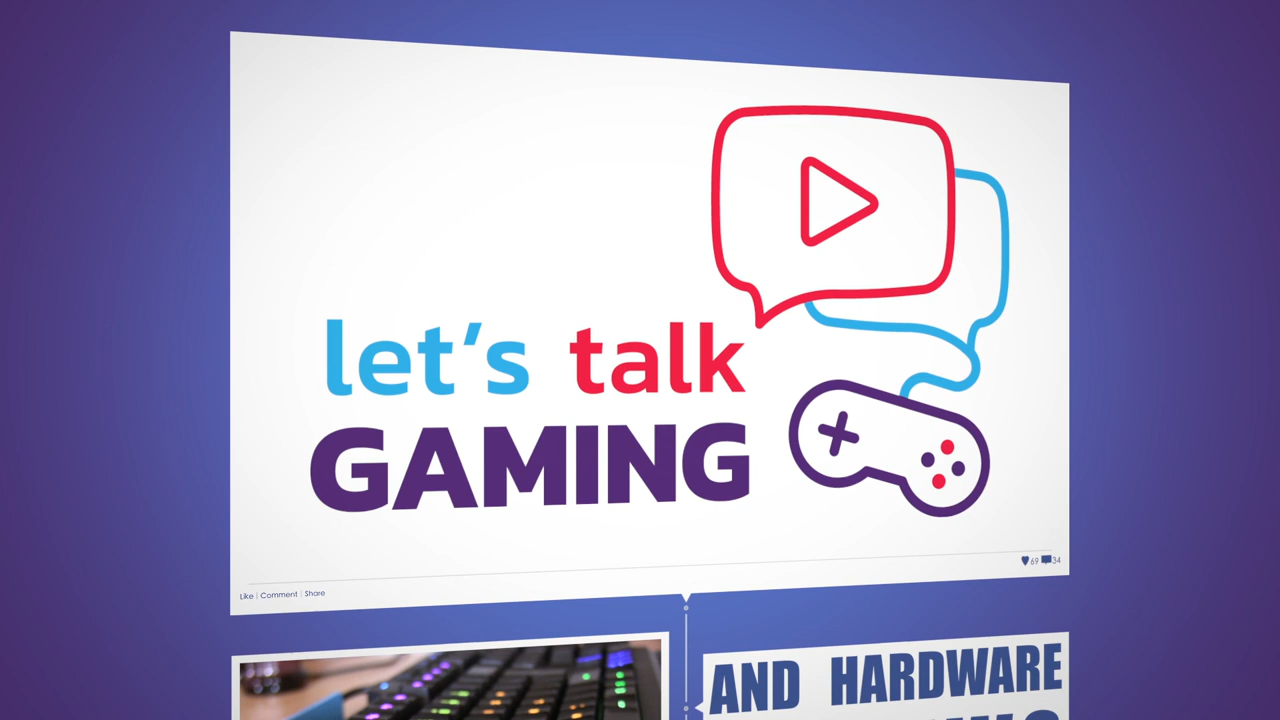 let's talk
GAMING
Like | Comment | Share
69 34
AND HARDWARE